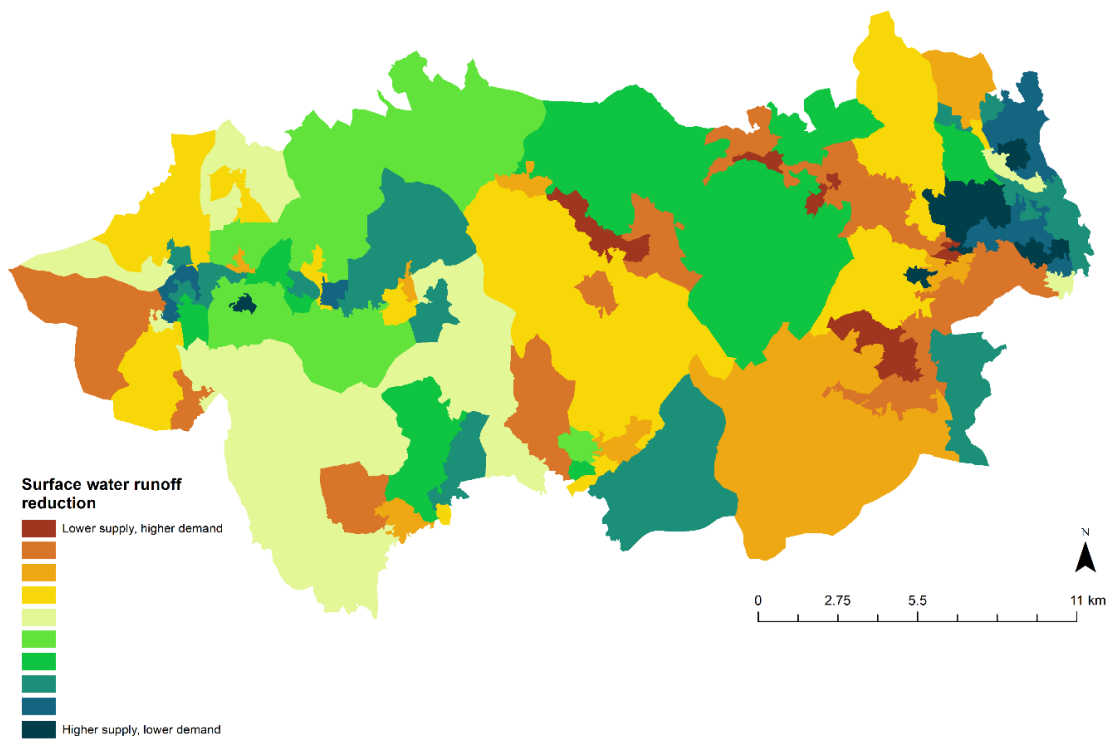 Surface water runoff
reduction
Lower supply, higher demand
Higher supply, lower demand
N
0 2.75 5.5 11 km